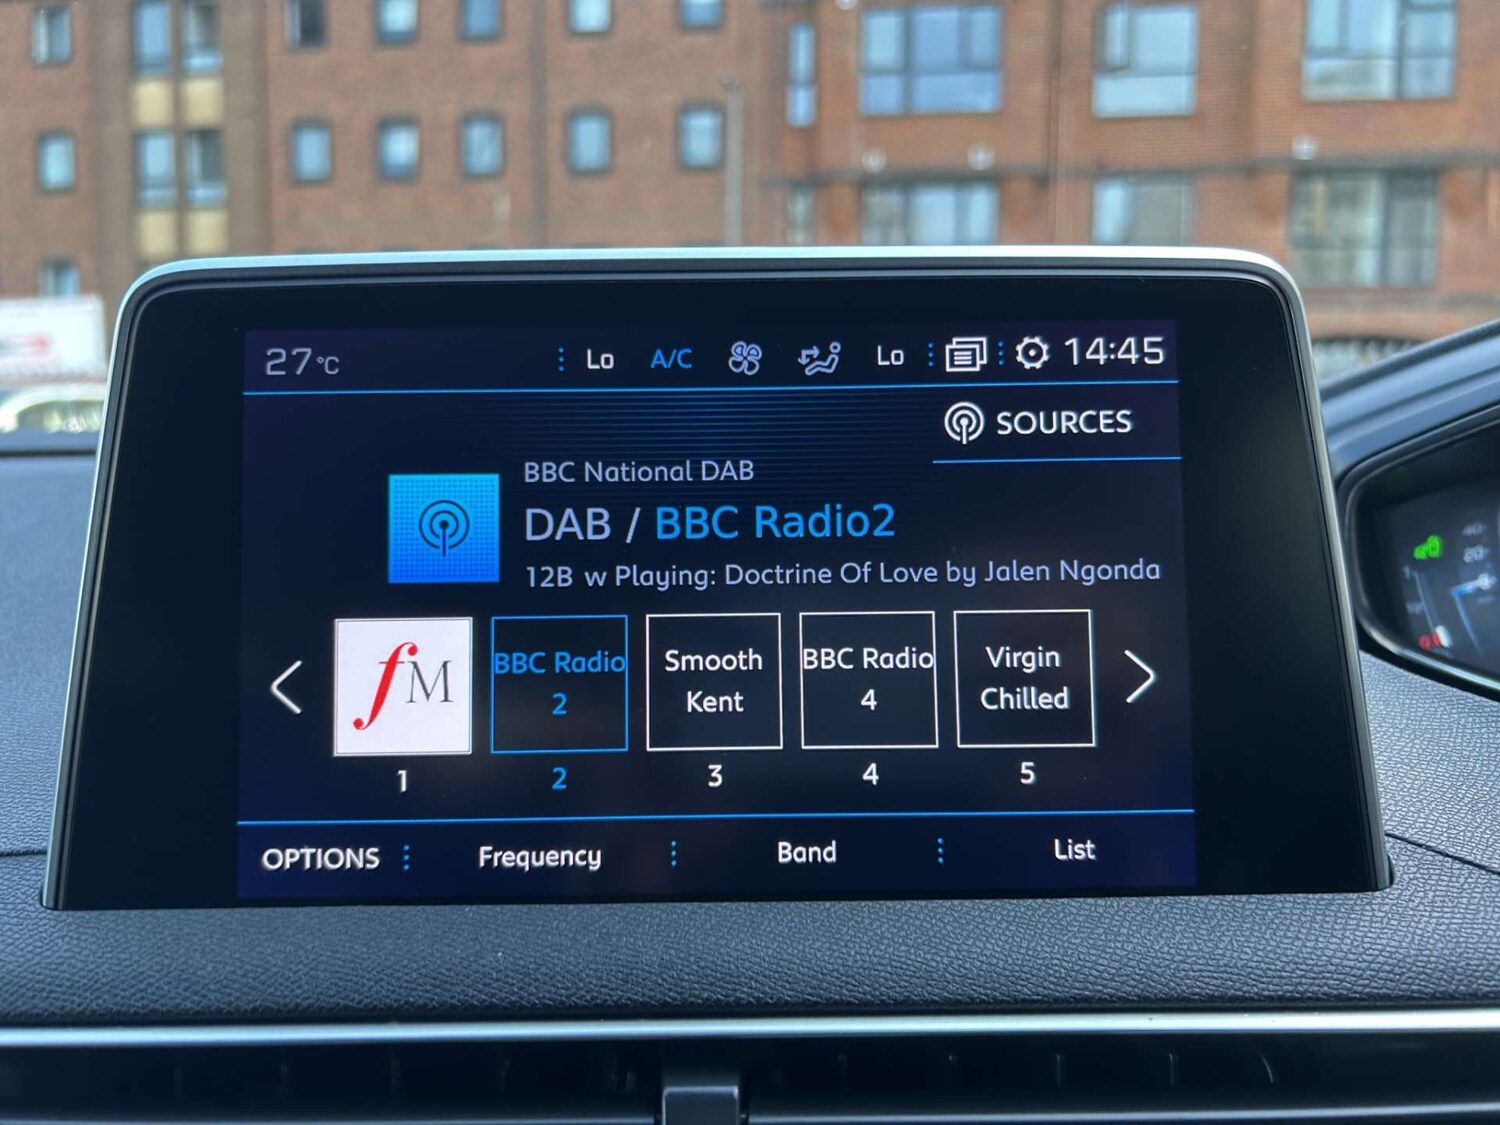 27°C
Lo A/C Lo 14:45
SOURCES
BBC National DAB
DAB / BBC Radio2
12B w Playing: Doctrine Of Love by Jalen Ngonda
fM
BBC Radio
2
Smooth
Kent
BBC Radio
4
Virgin
Chilled
1 2 3 4 5
OPTIONS Frequency Band List